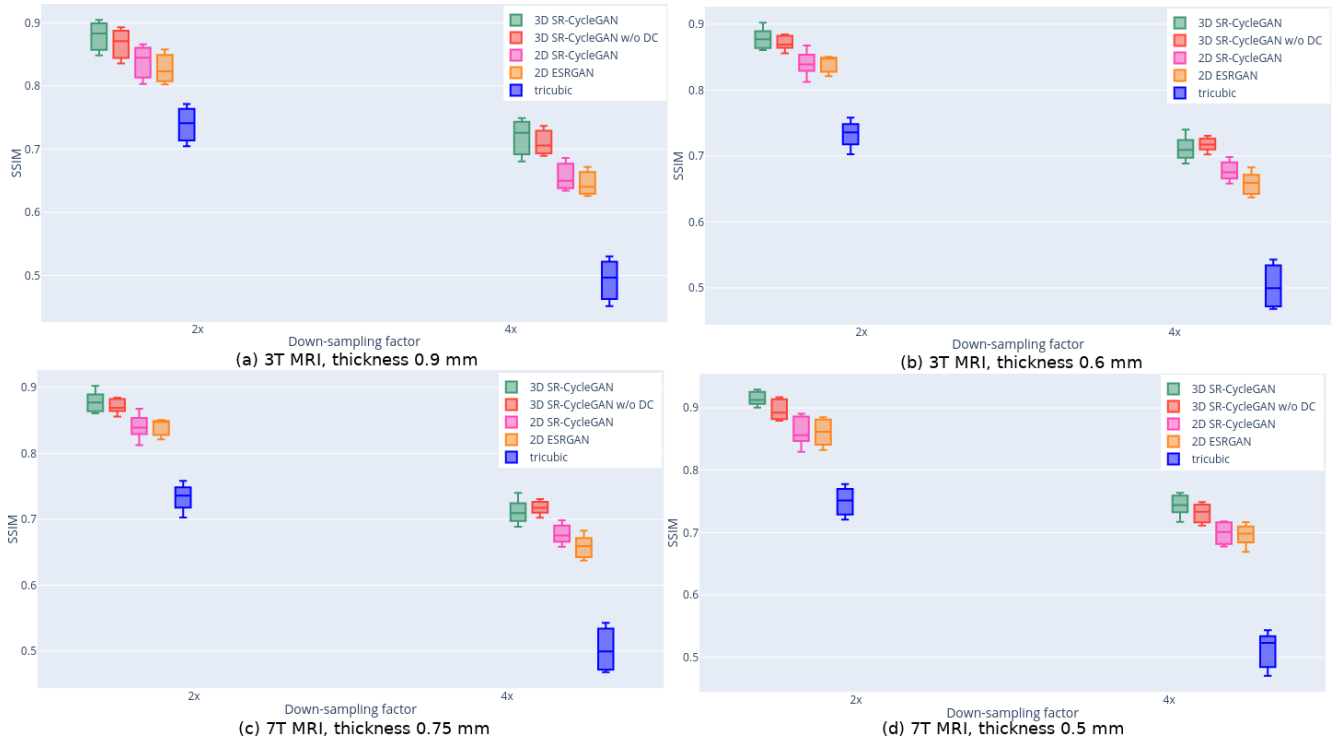 0.9
0.8
0.7
0.6
0.5
SSIM
3D SR-CycleGAN
3D SR-CycleGAN w/o DC
2D SR-CycleGAN
2D ESRGAN
tricubic
2x
4x
Down-sampling factor
(a) 3T MRI, thickness 0.9 mm
0.9
0.8
0.7
0.6
0.5
SSIM
3D SR-CycleGAN
3D SR-CycleGAN w/o DC
2D SR-CycleGAN
2D ESRGAN
tricubic
2x
4x
Down-sampling factor
(b) 3T MRI, thickness 0.6 mm
0.9
0.8
0.7
0.6
0.5
SSIM
3D SR-CycleGAN
3D SR-CycleGAN w/o DC
2D SR-CycleGAN
2D ESRGAN
tricubic
2x
4x
Down-sampling factor
(c) 7T MRI, thickness 0.75 mm
0.9
0.8
0.7
0.6
0.5
SSIM
3D SR-CycleGAN
3D SR-CycleGAN w/o DC
2D SR-CycleGAN
2D ESRGAN
tricubic
2x
4x
Down-sampling factor
(d) 7T MRI, thickness 0.5 mm